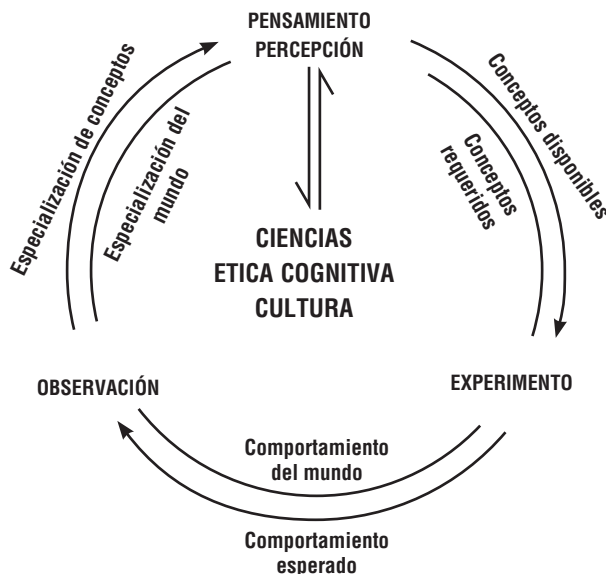 PENSAMIENTO
PERCEPCIÓN
Especialización de conceptos
Especialización del
mundo
Conceptos disponibles
Conceptos
requeridos
CIENCIAS
ETICA COGNITIVA
CULTURA
OBSERVACIÓN
EXPERIMENTO
Comportamiento
del mundo
Comportamiento
esperado